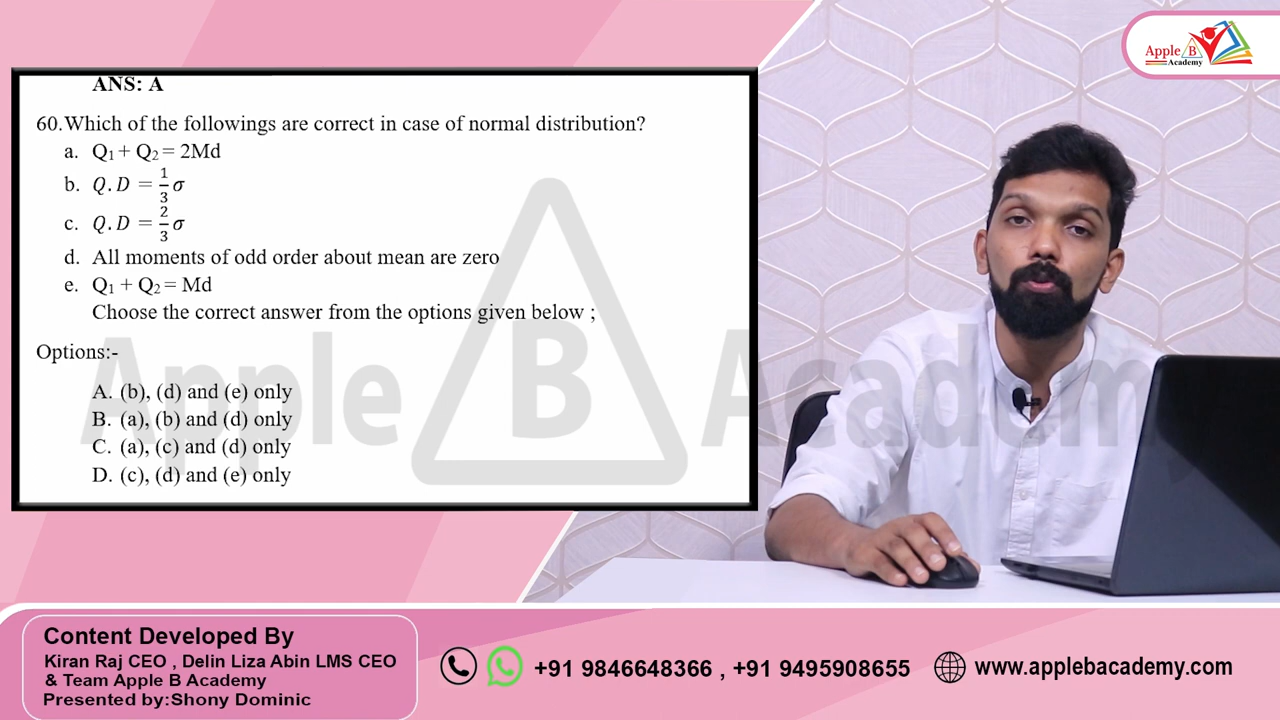 Apple B
Academy
ANS: A
60.Which of the followings are correct in case of normal distribution?
a. Q1 + Q2 = 2Md
b. Q.D = 1/3 σ
c. Q.D = 2/3 σ
d. All moments of odd order about mean are zero
e. Q1 + Q2 = Md
Choose the correct answer from the options given below ;
Options:-
A. (b), (d) and (e) only
B. (a), (b) and (d) only
C. (a), (c) and (d) only
D. (c), (d) and (e) only
Apple B Academy
Content Developed By
Kiran Raj CEO , Delin Liza Abin LMS CEO
& Team Apple B Academy
Presented by:Shony Dominic
+91 9846648366 , +91 9495908655
www.applebacademy.com